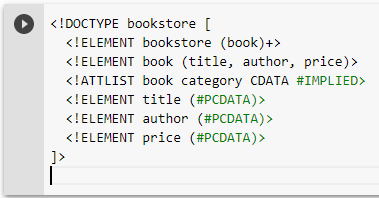 <!DOCTYPE bookstore [
  <!ELEMENT bookstore (book)+>
  <!ELEMENT book (title, author, price)>
  <!ATTLIST book category CDATA #IMPLIED>
  <!ELEMENT title (#PCDATA)>
  <!ELEMENT author (#PCDATA)>
  <!ELEMENT price (#PCDATA)>
]>